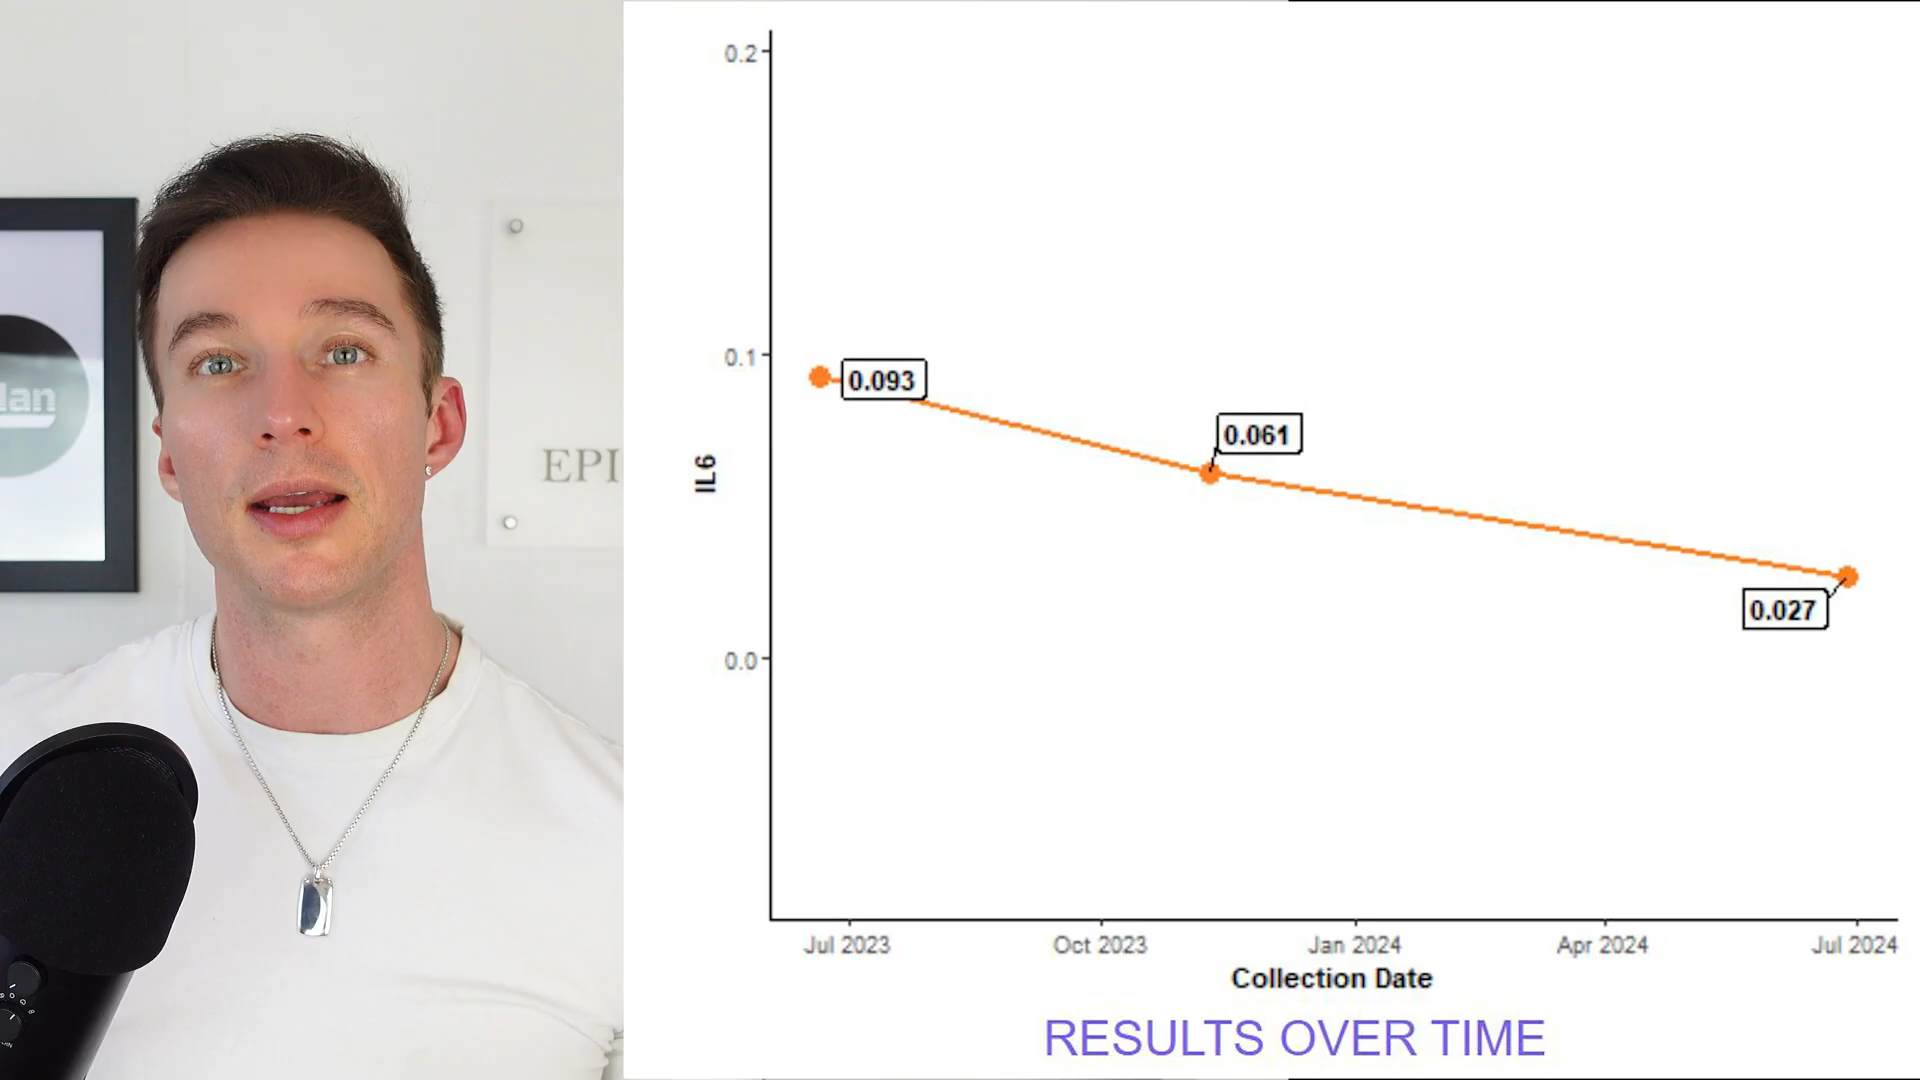 lan
EPI
0.2
0.1
0.0
IL6
0.093
0.061
0.027
Jul 2023
Oct 2023
Jan 2024
Apr 2024
Jul 2024
Collection Date
RESULTS OVER TIME